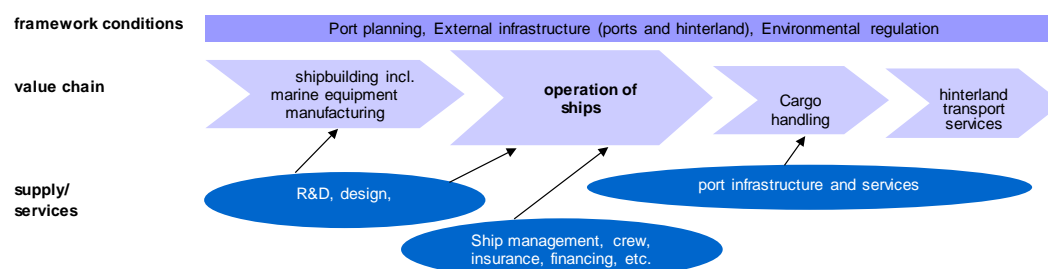 framework conditions
Port planning, External infrastructure (ports and hinterland), Environmental regulation
value chain
shipbuilding incl.
marine equipment
manufacturing
operation of
ships
Cargo
handling
hinterland
transport
services
supply/
services
R&D, design,
port infrastructure and services
Ship management, crew,
insurance, financing, etc.